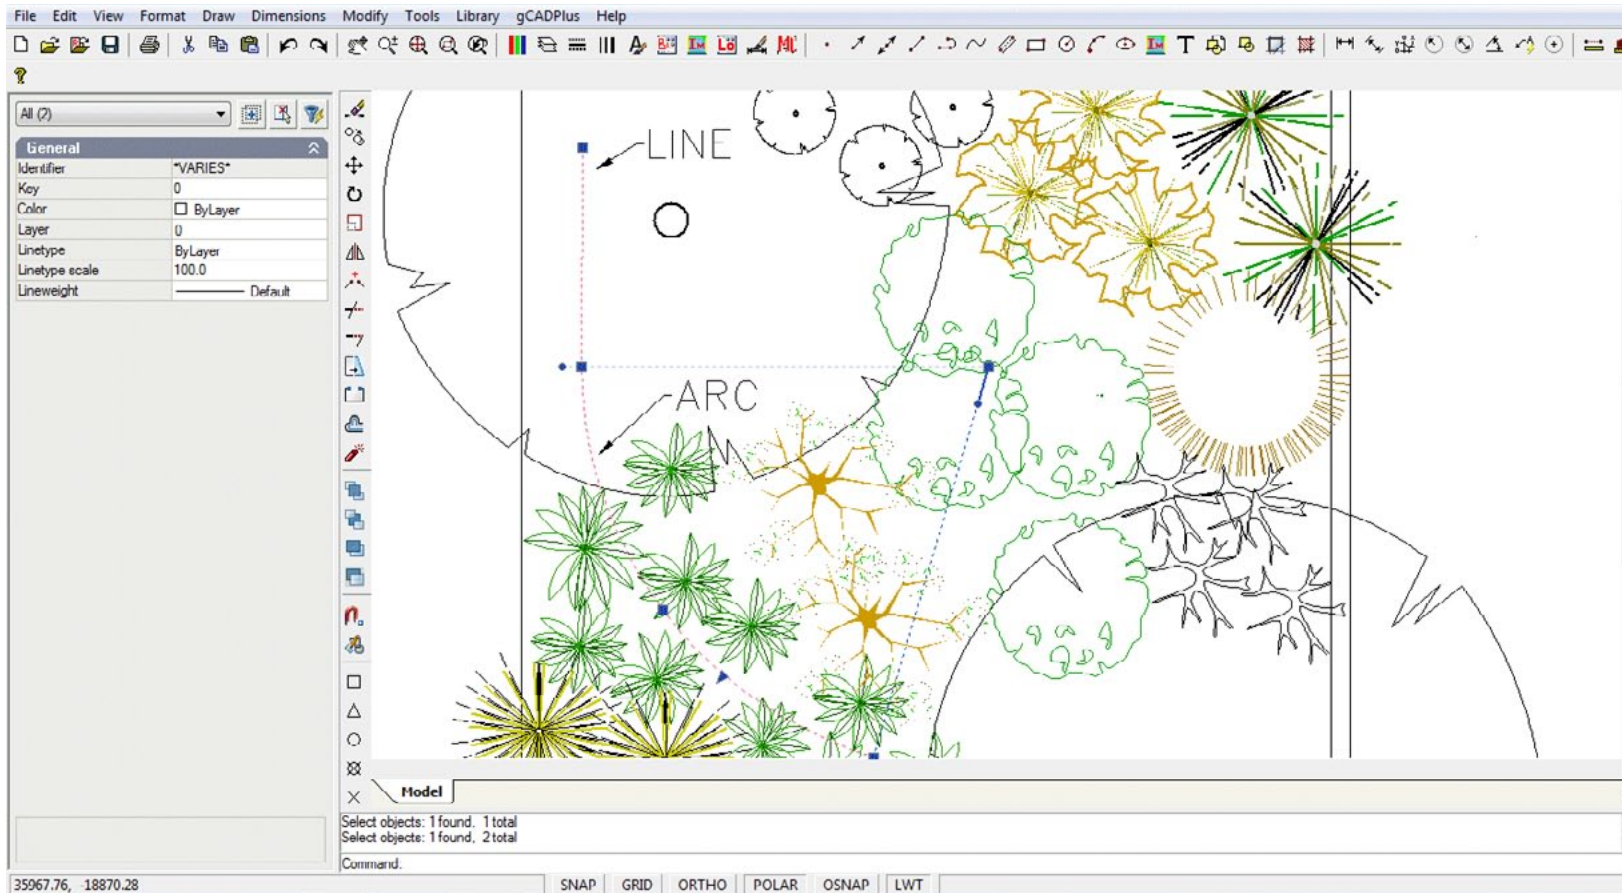 File Edit View Format Draw Dimensions Modify Tools Library gCADPlus Help
All (2)
General
Identifier *VARIES*
Key 0
Color ByLayer
Layer 0
Linetype ByLayer
Linetype scale 100.0
Lineweight Default
LINE
ARC
Model
Select objects: 1 found, 1 total
Select objects: 1 found, 2 total
Command:
35967.76, -18870.28 SNAP GRID ORTHO POLAR OSNAP LWT